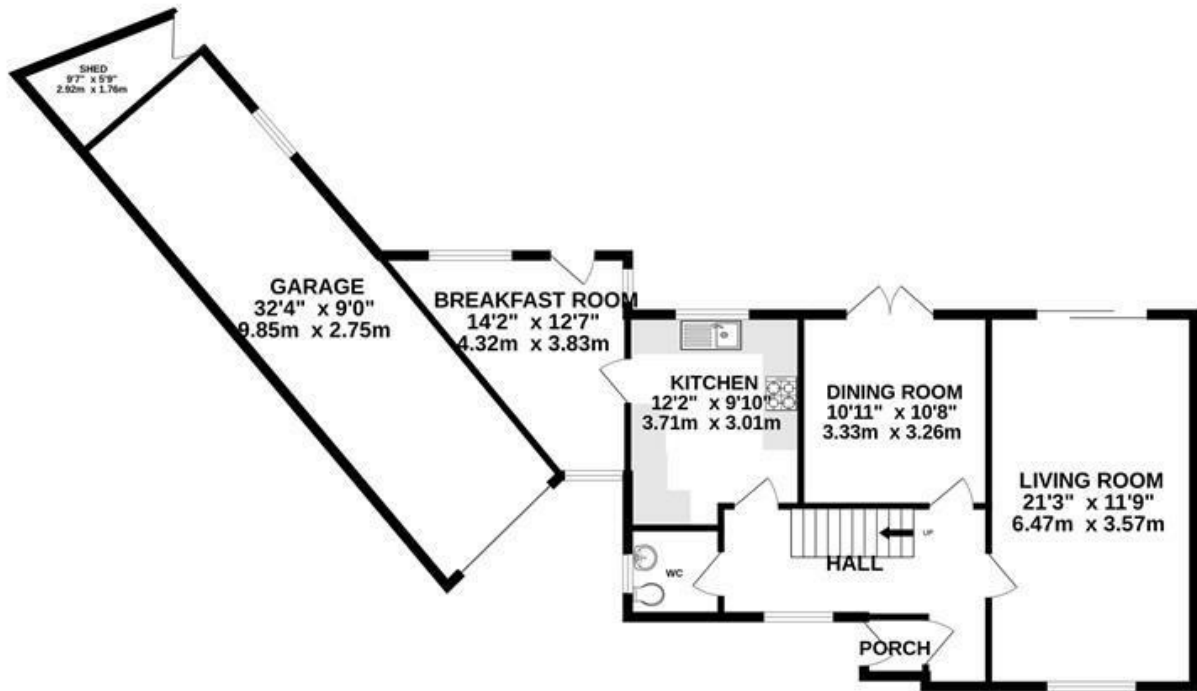 SHED
9'7" x 5'9"
2.92m x 1.76m
GARAGE
32'4" x 9'0"
9.85m x 2.75m
BREAKFAST ROOM
14'2" x 12'7"
4.32m x 3.83m
KITCHEN
12'2" x 9'10"
3.71m x 3.01m
DINING ROOM
10'11" x 10'8"
3.33m x 3.26m
LIVING ROOM
21'3" x 11'9"
6.47m x 3.57m
UP
HALL
WC
PORCH